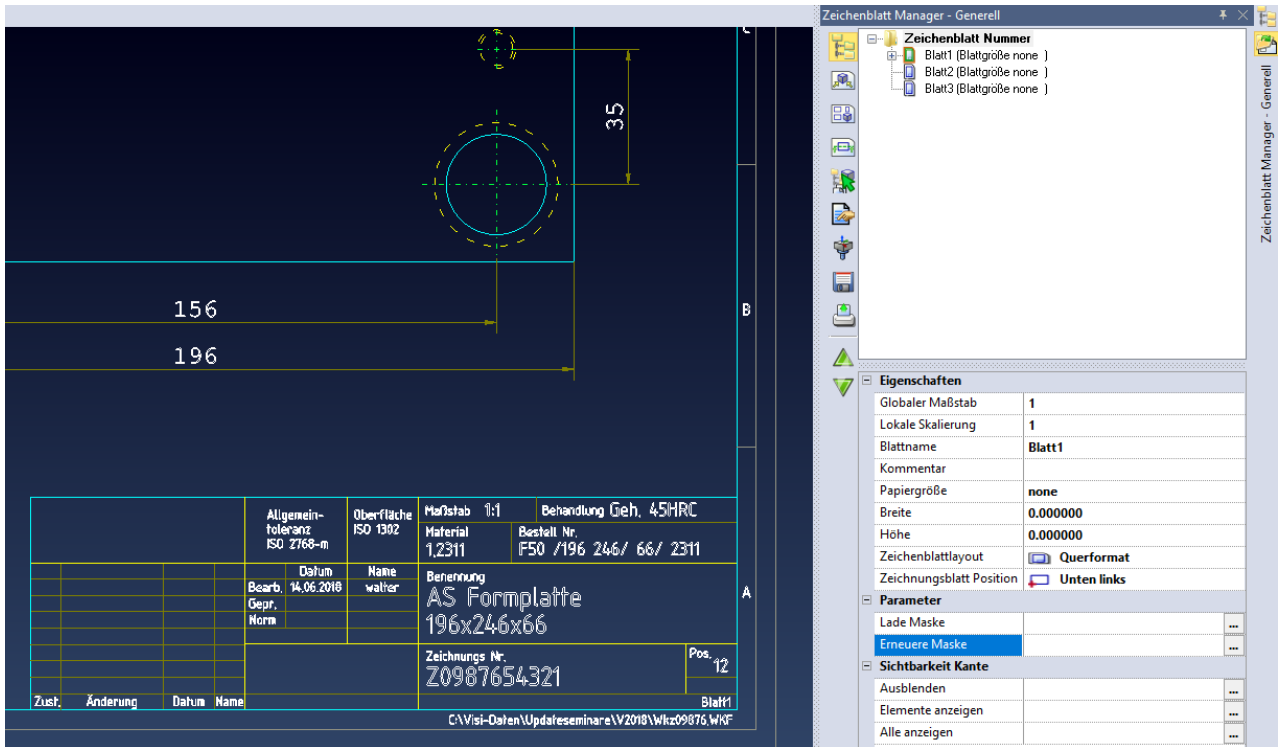 Zeichenblatt Manager - Generell
Zeichenblatt Nummer
Blatt1 (Blattgröße none )
Blatt2 (Blattgröße none )
Blatt3 (Blattgröße none )
Zeichenblatt Manager - Generell
35
156
196
B
A
Allgemein-
toleranz
ISO 2768-m
Oberfläche
ISO 1302
Maßstab 1:1
Behandlung Geh. 45HRC
Material
1.2311
Bestell Nr.
F50 /196 246/ 66/ 2311
Datum Name
Bearb. 14.06.2018 walter
Gepr.
Norm
Benennung
AS Formplatte
196x246x66
Zeichnungs Nr.
Z0987654321
Pos.
12
Zust. Änderung Datum Name
Blatt1
C:\Visi-Daten\Updateseminare\V2018\Wkz09876.WKF
Eigenschaften
Globaler Maßstab 1
Lokale Skalierung 1
Blattname Blatt1
Kommentar
Papiergröße none
Breite 0.000000
Höhe 0.000000
Zeichenblattlayout Querformat
Zeichnungsblatt Position Unten links
Parameter
Lade Maske ...
Erneuere Maske ...
Sichtbarkeit Kante
Ausblenden ...
Elemente anzeigen ...
Alle anzeigen ...